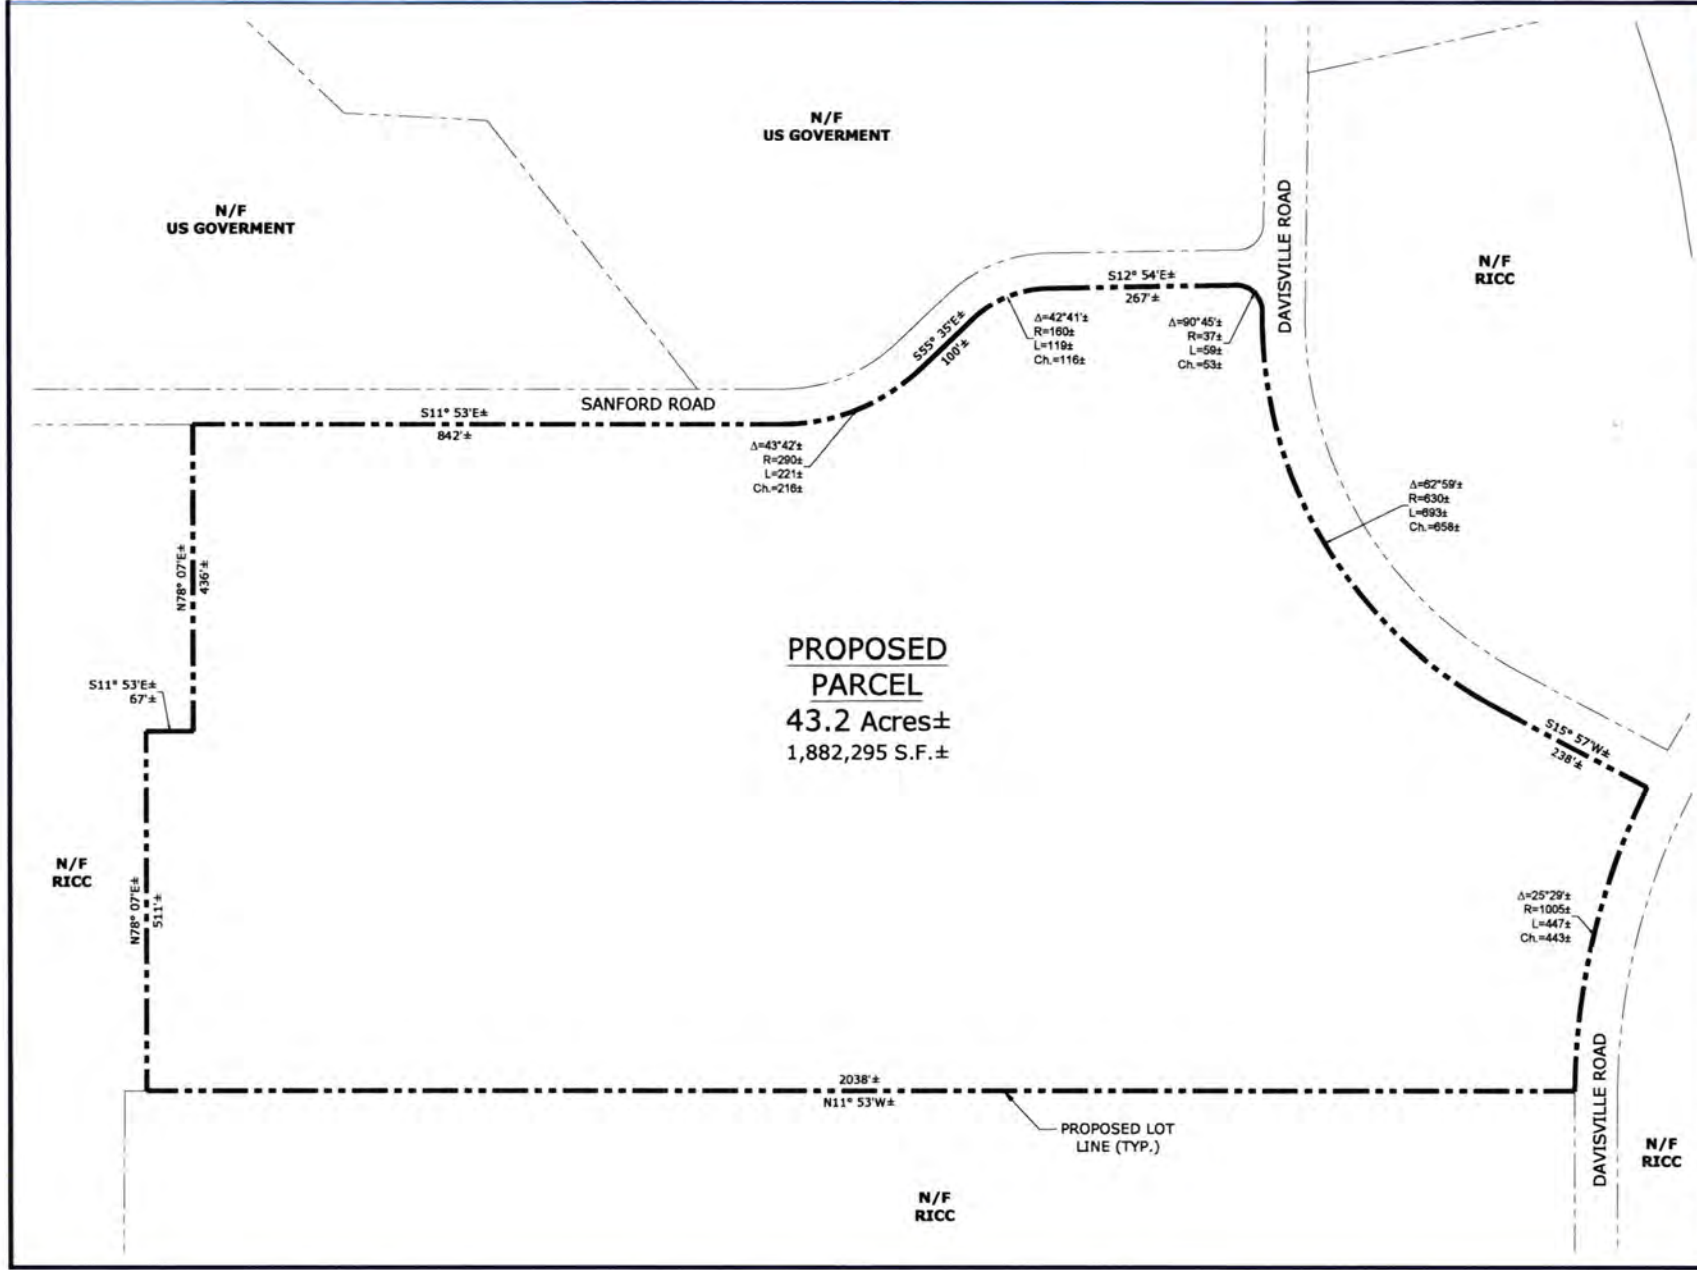 N/F
US GOVERMENT
N/F
US GOVERMENT
DAVISVILLE ROAD
N/F
RICC
S12° 54'E±
267'±
Δ=42°41'±
R=160±
L=119±
Ch.=116±
Δ=90°45'±
R=37±
L=59±
Ch.=53±
S55° 35'E±
100'±
SANFORD ROAD
S11° 53'E±
842'±
Δ=43°42'±
R=290±
L=221±
Ch.=216±
Δ=62°59'±
R=630±
L=693±
Ch.=658±
N78° 07'E±
436'±
S11° 53'E±
67'±
PROPOSED
PARCEL
43.2 Acres±
1,882,295 S.F.±
S15° 57'W±
238'±
N/F
RICC
N78° 07'E±
511'±
Δ=25°29'±
R=1005±
L=447±
Ch.=443±
2038'±
N11° 53'W±
PROPOSED LOT
LINE (TYP.)
DAVISVILLE ROAD
N/F
RICC
N/F
RICC